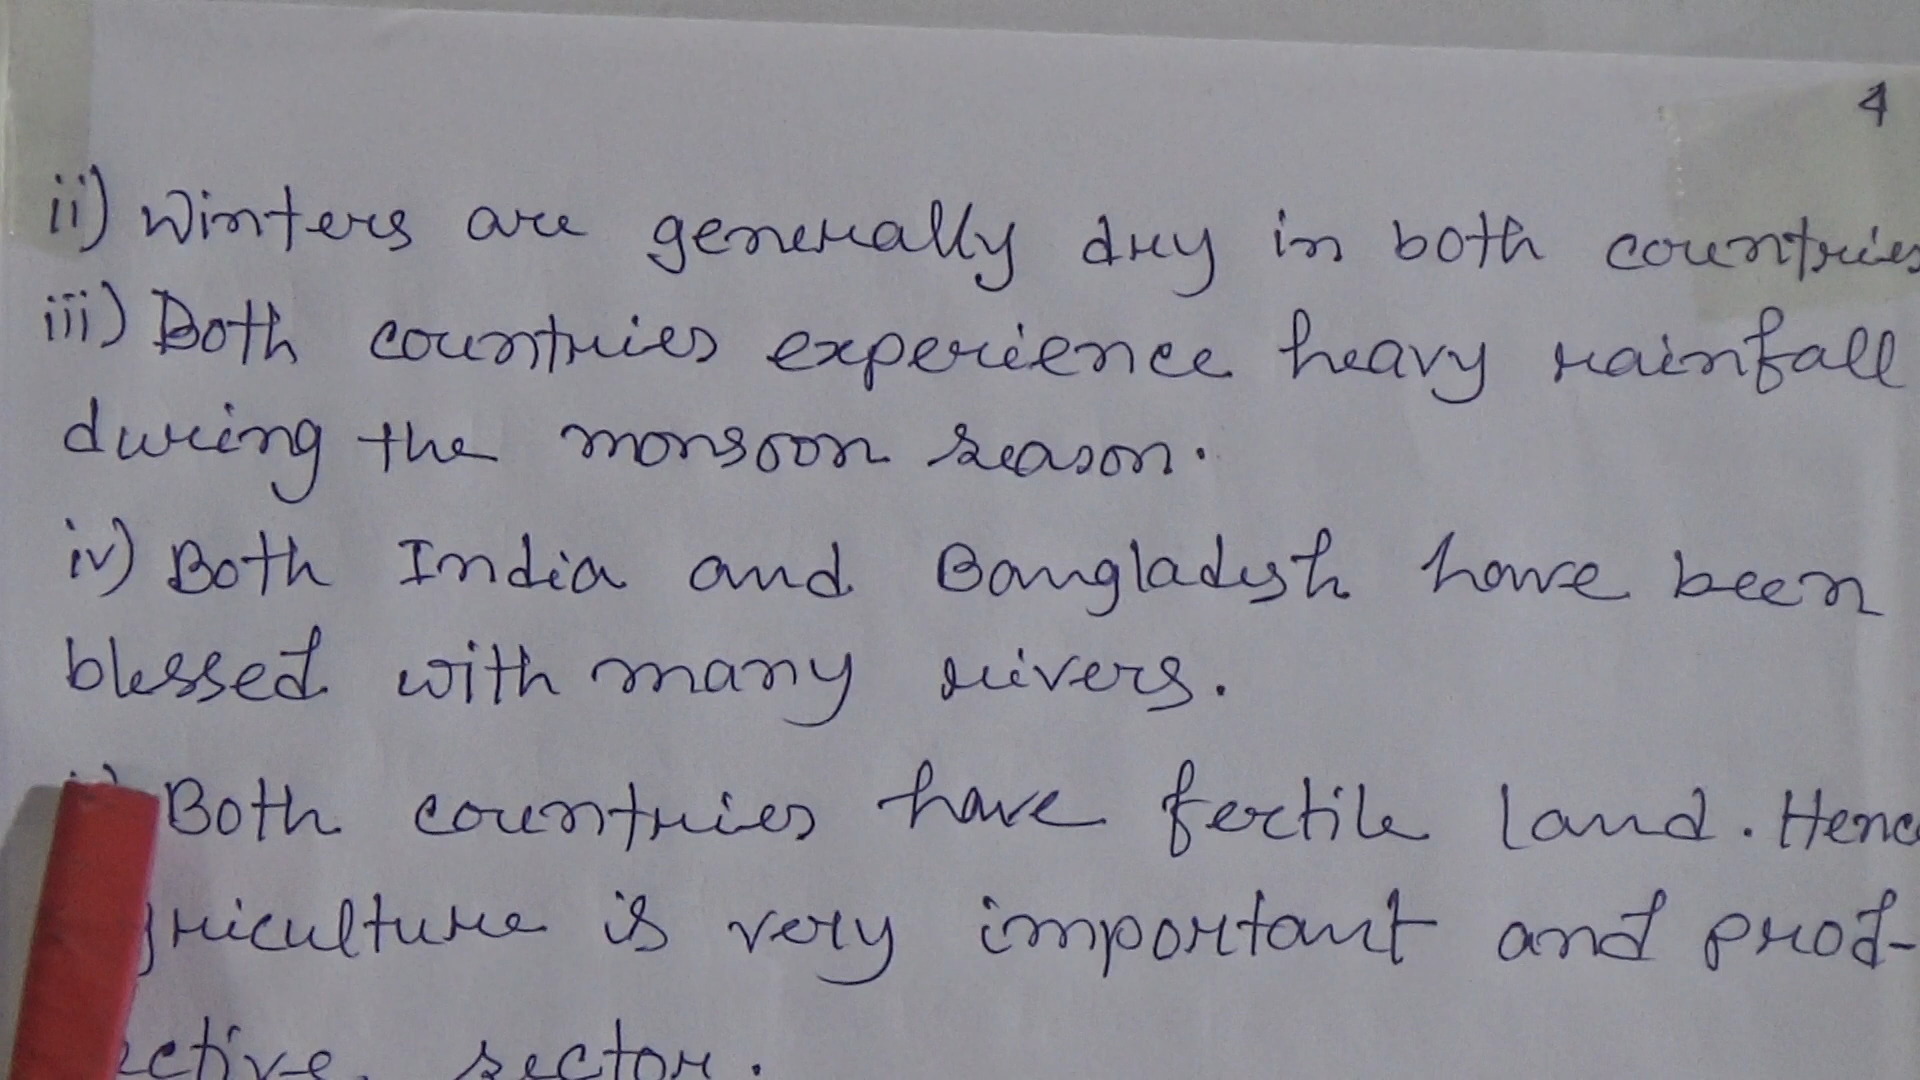 4
ii) Winters are generally dry in both countries
iii) Both countries experience heavy rainfall
during the monsoon season.
iv) Both India and Bangladesh have been
blessed with many rivers.
Both countries have fertile land. Henc
griculture is very important and prod-
ctive sector.